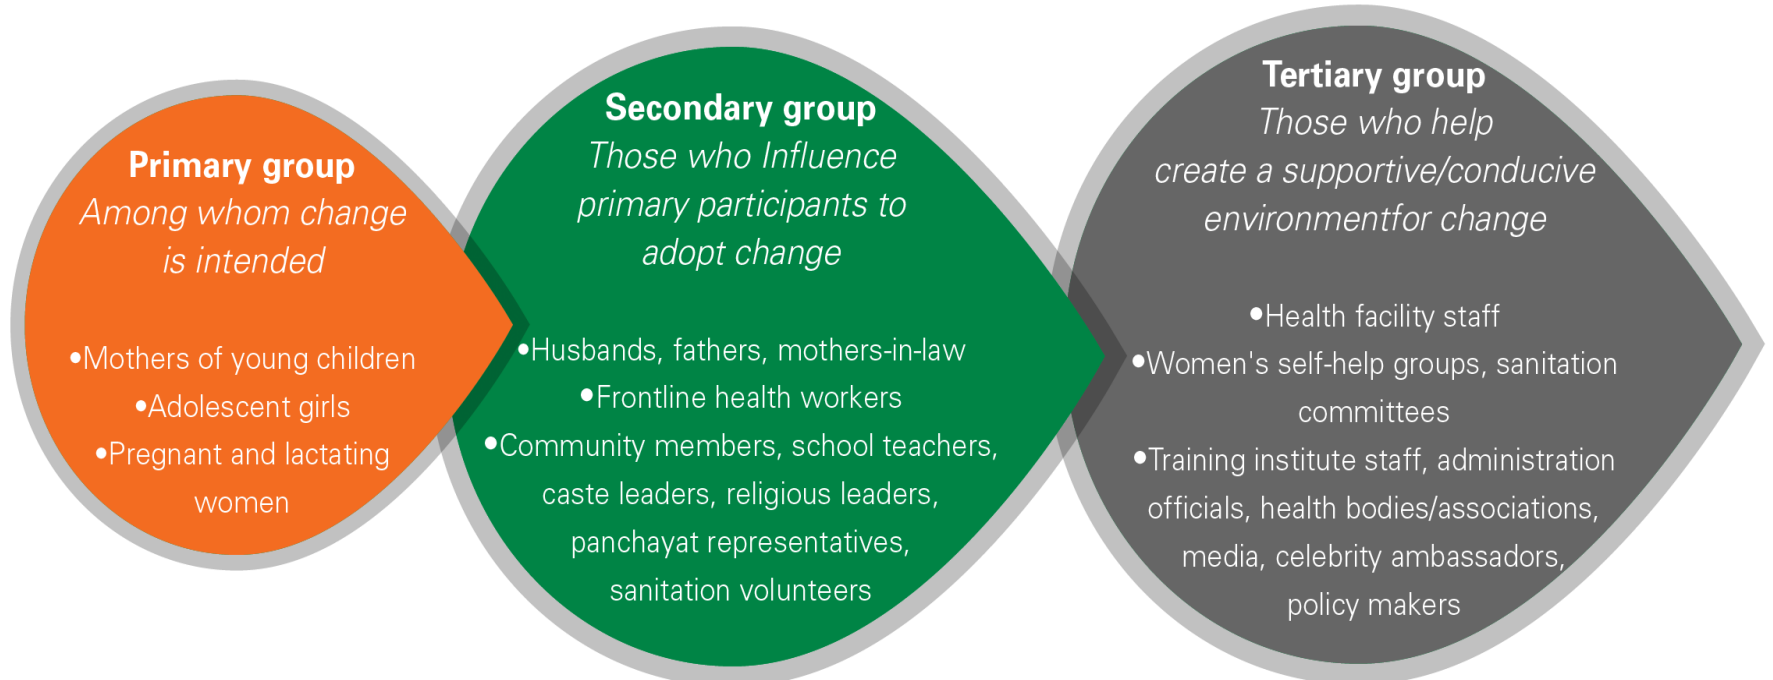 Primary group
Among whom change
is intended
•Mothers of young children
•Adolescent girls
•Pregnant and lactating
women
Secondary group
Those who Influence
primary participants to
adopt change
•Husbands, fathers, mothers-in-law
•Frontline health workers
•Community members, school teachers,
caste leaders, religious leaders,
panchayat representatives,
sanitation volunteers
Tertiary group
Those who help
create a supportive/conducive
environmentfor change
•Health facility staff
•Women's self-help groups, sanitation
committees
•Training institute staff, administration
officials, health bodies/associations,
media, celebrity ambassadors,
policy makers